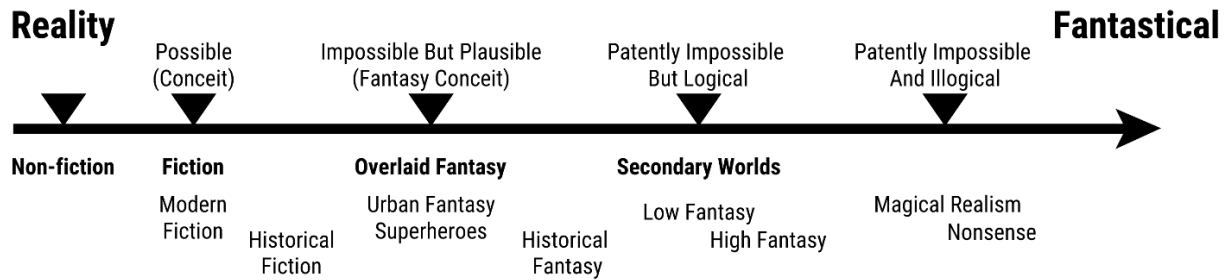 Reality
Fantastical
Possible
(Conceit)
Impossible But Plausible
(Fantasy Conceit)
Patently Impossible
But Logical
Patently Impossible
And Illogical
Non-fiction
Fiction
Overlaid Fantasy
Secondary Worlds
Modern
Fiction
Historical
Fiction
Urban Fantasy
Superheroes
Historical
Fantasy
Low Fantasy
High Fantasy
Magical Realism
Nonsense